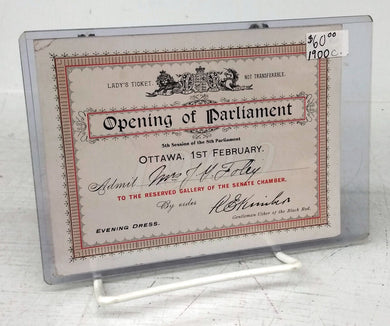 $60.00
1900C.
LADY'S TICKET. NOT TRANSFERABLE.
Opening of Parliament
5th Session of the 8th Parliament
OTTAWA, 1ST FEBRUARY.
Admit Mrs J. H. Foley
TO THE RESERVED GALLERY OF THE SENATE CHAMBER.
By order
R E Kimber
Gentleman Usher of the Black Rod.
EVENING DRESS.